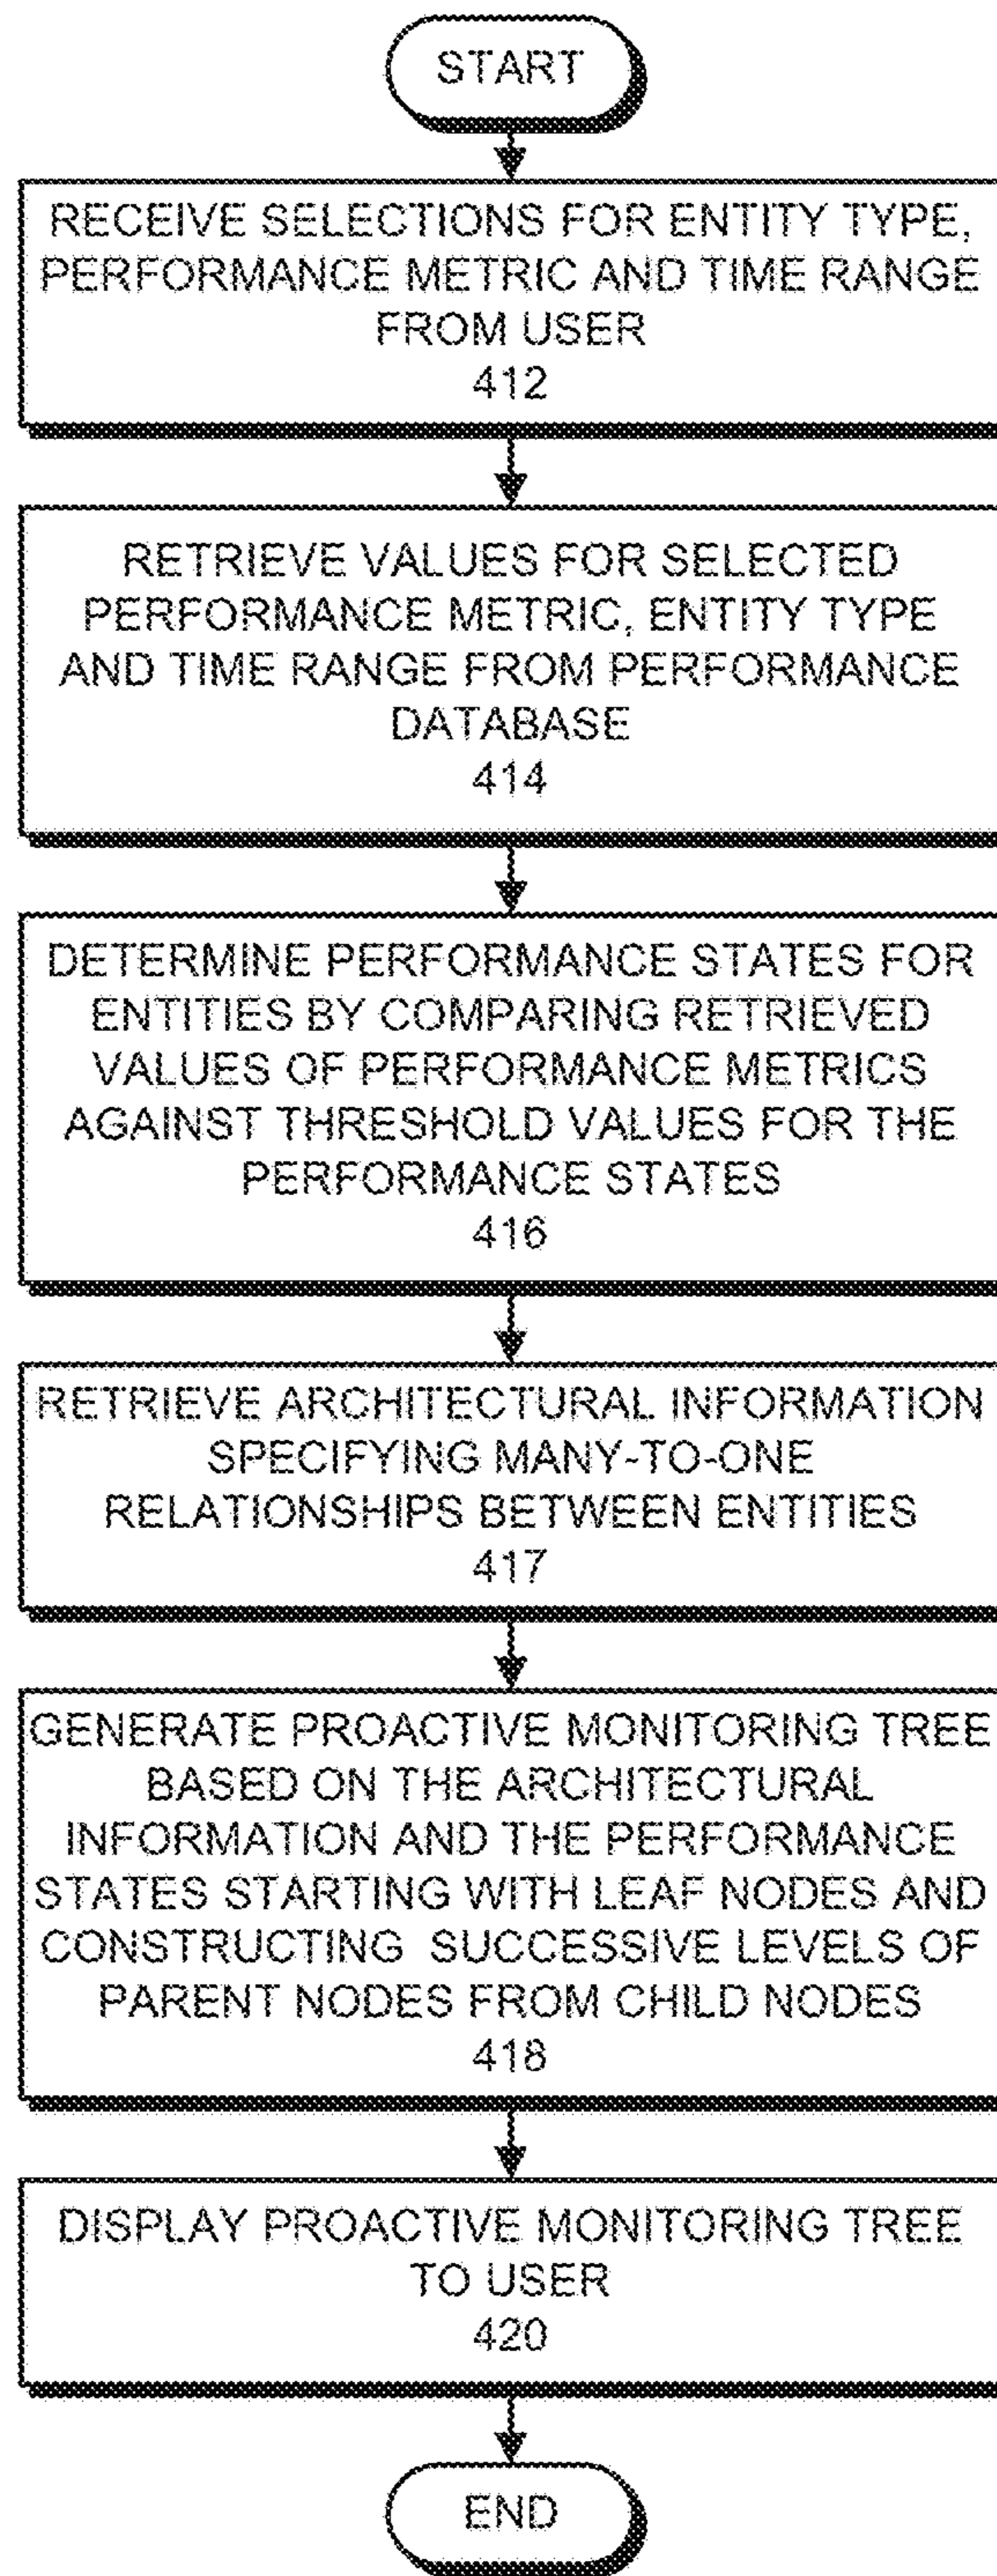 START
RECEIVE SELECTIONS FOR ENTITY TYPE,
PERFORMANCE METRIC AND TIME RANGE
FROM USER
412
RETRIEVE VALUES FOR SELECTED
PERFORMANCE METRIC, ENTITY TYPE
AND TIME RANGE FROM PERFORMANCE
DATABASE
414
DETERMINE PERFORMANCE STATES FOR
ENTITIES BY COMPARING RETRIEVED
VALUES OF PERFORMANCE METRICS
AGAINST THRESHOLD VALUES FOR THE
PERFORMANCE STATES
416
RETRIEVE ARCHITECTURAL INFORMATION
SPECIFYING MANY-TO-ONE
RELATIONSHIPS BETWEEN ENTITIES
417
GENERATE PROACTIVE MONITORING TREE
BASED ON THE ARCHITECTURAL
INFORMATION AND THE PERFORMANCE
STATES STARTING WITH LEAF NODES AND
CONSTRUCTING SUCCESSIVE LEVELS OF
PARENT NODES FROM CHILD NODES
418
DISPLAY PROACTIVE MONITORING TREE
TO USER
420
END